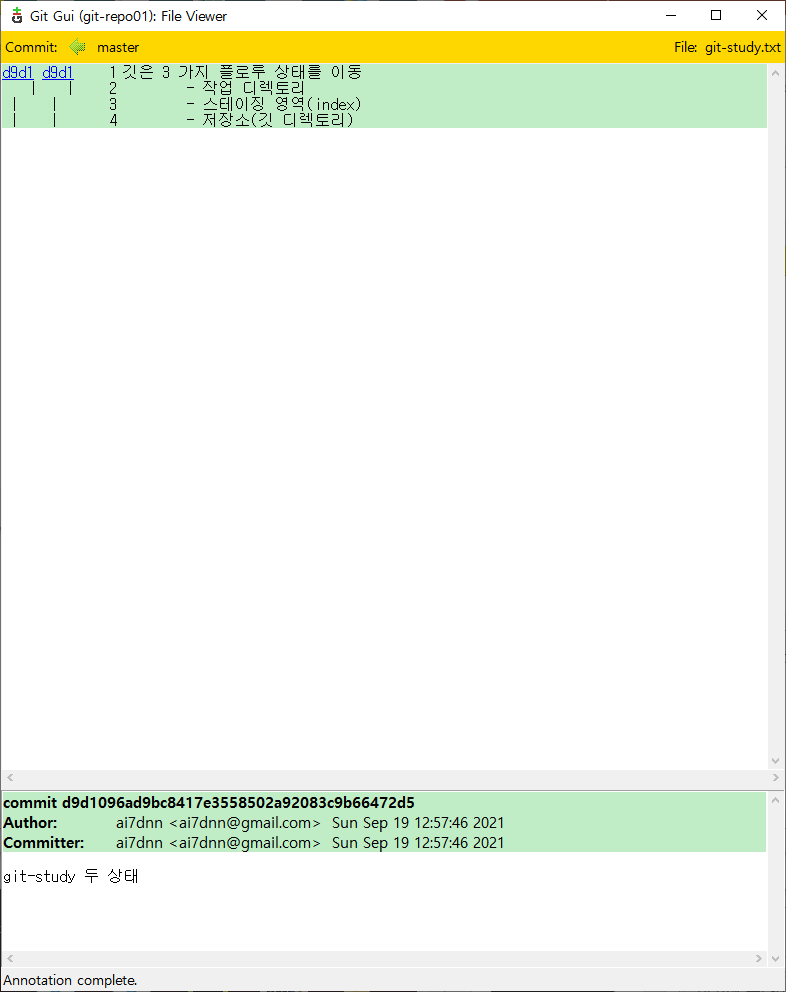 Git Gui (git-repo01): File Viewer
Commit: master File: git-study.txt
d9d1 d9d1 1 깃은 3 가지 플로루 상태를 이동
| | 2 - 작업 디렉토리
| | 3 - 스테이징 영역(index)
| | 4 - 저장소(깃 디렉토리)
commit d9d1096ad9bc8417e3558502a92083c9b66472d5
Author: ai7dnn <ai7dnn@gmail.com> Sun Sep 19 12:57:46 2021
Committer: ai7dnn <ai7dnn@gmail.com> Sun Sep 19 12:57:46 2021
git-study 두 상태
Annotation complete.